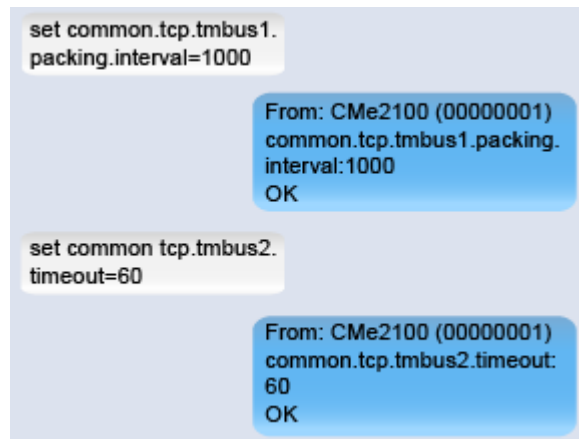 set common.tcp.tmbus1.
packing.interval=1000
From: CMe2100 (00000001)
common.tcp.tmbus1.packing.
interval:1000
OK
set common tcp.tmbus2.
timeout=60
From: CMe2100 (00000001)
common.tcp.tmbus2.timeout:
60
OK